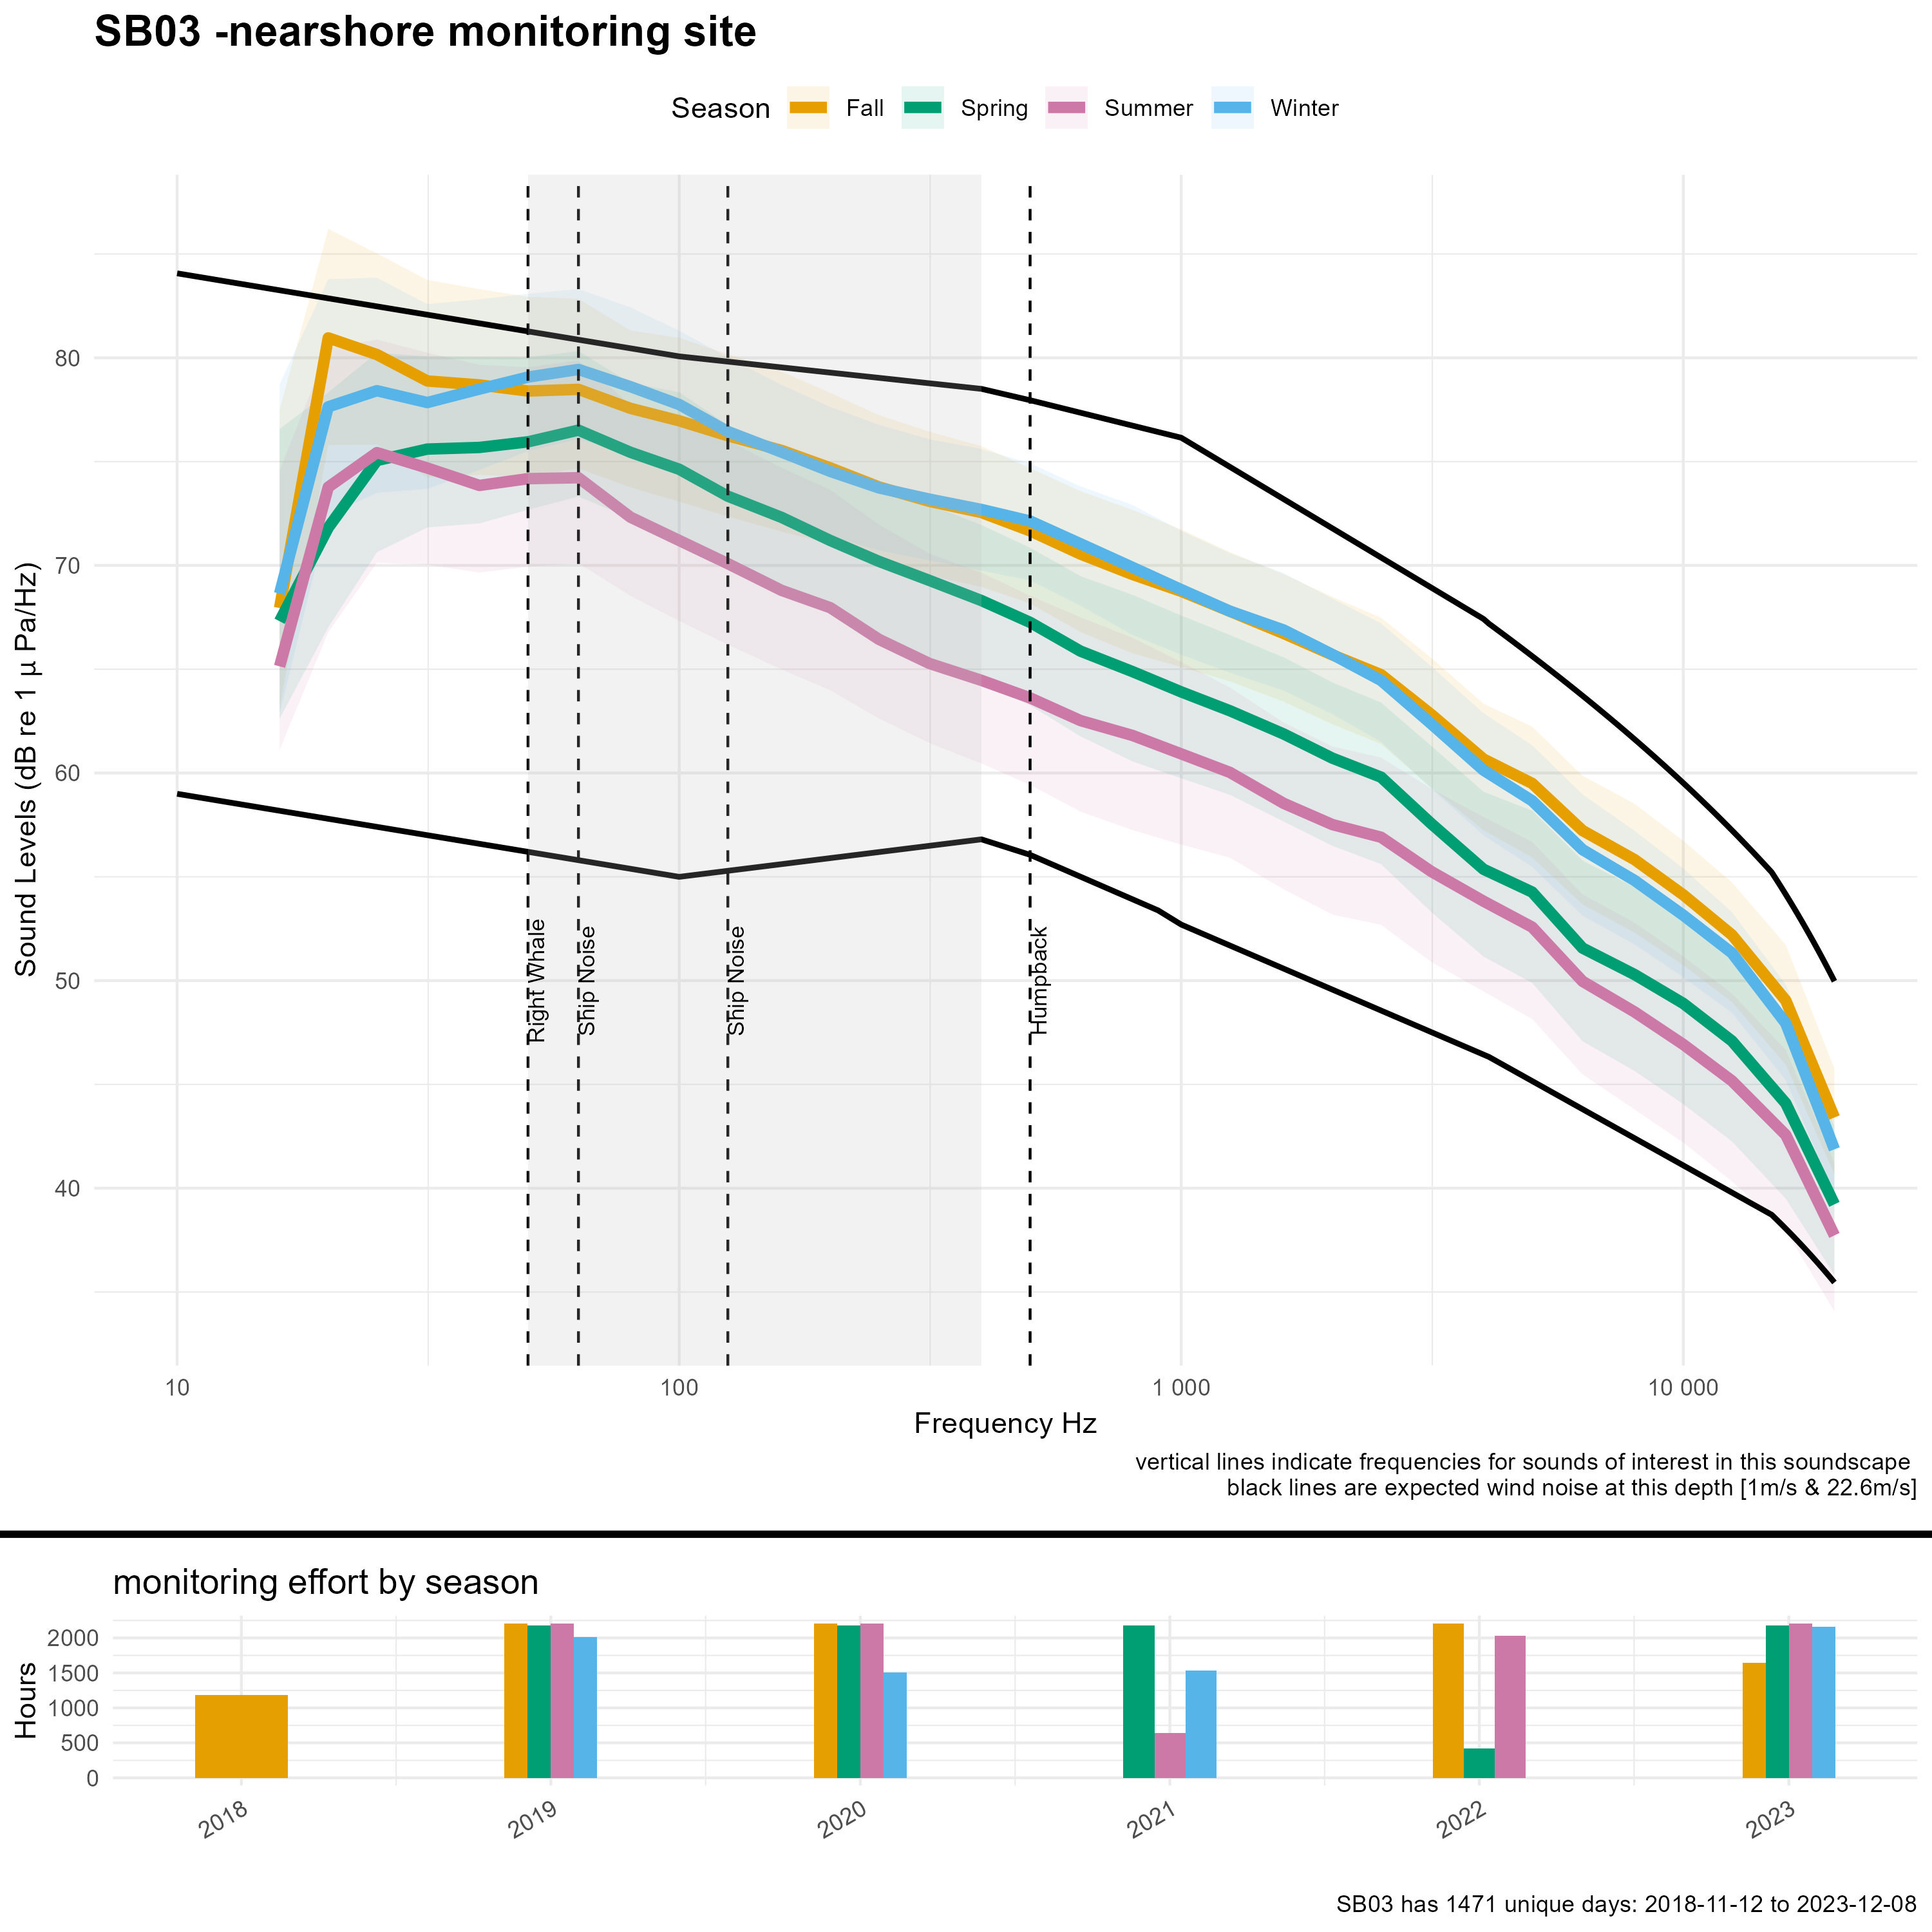 SB03 -nearshore monitoring site
Season Fall Spring Summer Winter
Sound Levels (dB re 1 µ Pa/Hz)
80
70
60
50
40
Right Whale
Ship Noise
Ship Noise
Humpback
10 100 1 000 10 000
Frequency Hz
vertical lines indicate frequencies for sounds of interest in this soundscape
black lines are expected wind noise at this depth [1m/s & 22.6m/s]
monitoring effort by season
Hours
2000
1500
1000
500
0
2018 2019 2020 2021 2022 2023
SB03 has 1471 unique days: 2018-11-12 to 2023-12-08